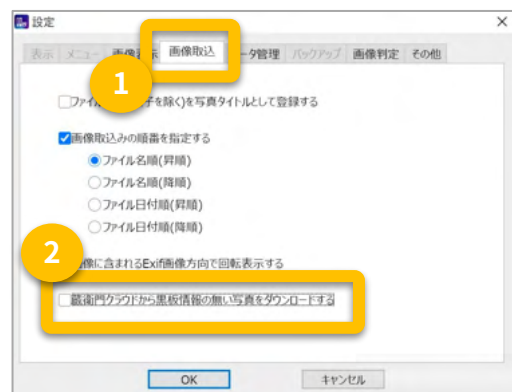 設定
表示 メニュー 画像表示 画像取込 データ管理 バックアップ 画像判定 その他
1
ファイル 子を除く)を写真タイトルとして登録する
画像取込みの順番を指定する
ファイル名順(昇順)
ファイル名順(降順)
ファイル日付順(昇順)
ファイル日付順(降順)
2
像に含まれるExif画像方向で回転表示する
蔵衛門クラウドから黒板情報の無い写真をダウンロードする
OK キャンセル